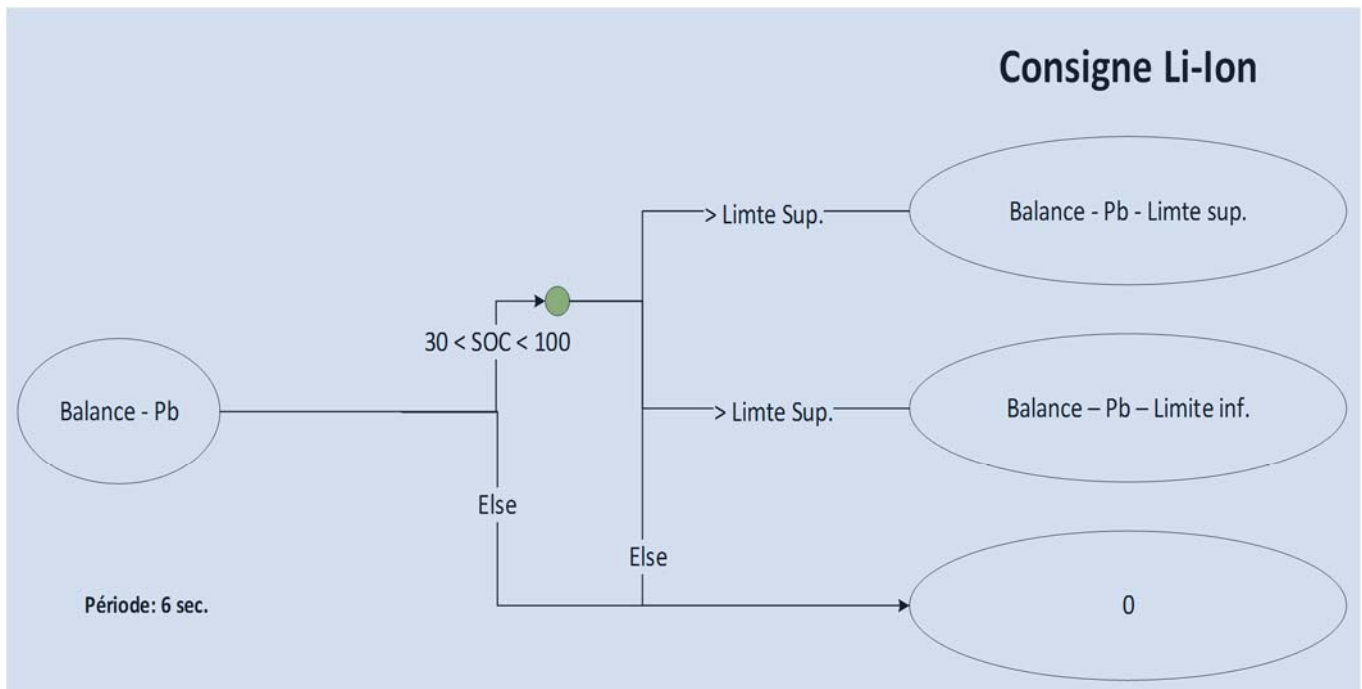 Consigne Li-Ion
> Limte Sup.
Balance - Pb - Limte sup.
30 < SOC < 100
Balance - Pb
> Limte Sup.
Balance – Pb – Limite inf.
Else
Else
Période: 6 sec.
0